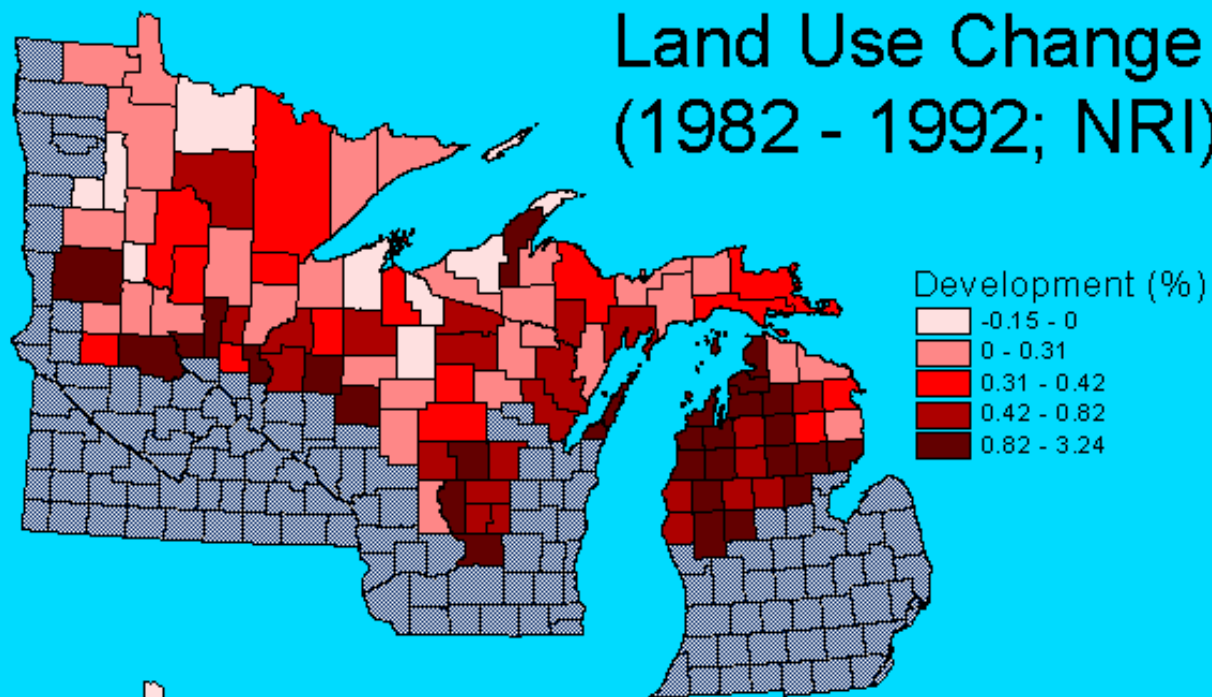 Land Use Change
(1982 - 1992; NRI)
Development (%)
-0.15 - 0
0 - 0.31
0.31 - 0.42
0.42 - 0.82
0.82 - 3.24